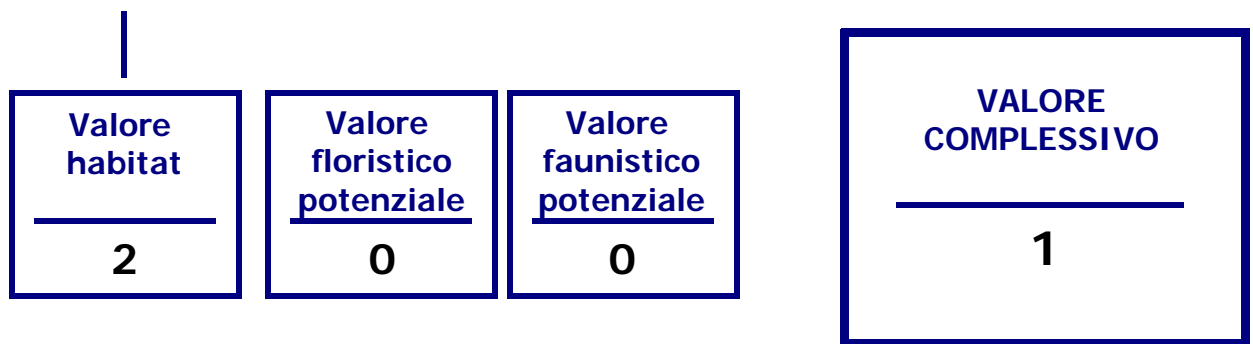 Valore
habitat
2
Valore
floristico
potenziale
0
Valore
faunistico
potenziale
0
VALORE
COMPLESSIVO
1